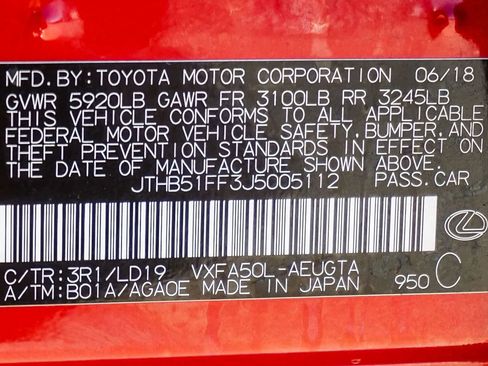 MFD.BY:TOYOTA MOTOR CORPORATION 06/18
GVWR 5920LB GAWR FR 3100LB RR 3245LB
THIS VEHICLE CONFORMS TO ALL APPLICABLE
FEDERAL MOTOR VEHICLE SAFETY,BUMPER,AND
THEFT PREVENTION STANDARDS IN EFFECT ON
THE DATE OF MANUFACTURE SHOWN ABOVE.
JTHB51FF3J5005112 PASS.CAR
C/TR:3R1/LD19 VXFA50L-AEUGTA
A/TM:B01A/AGA0E MADE IN JAPAN 950 C